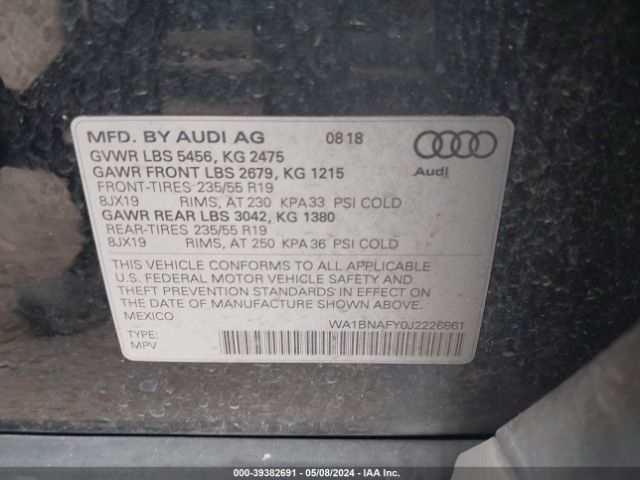 MFD. BY AUDI AG 0818
GVWR LBS 5456, KG 2475
GAWR FRONT LBS 2679, KG 1215
FRONT-TIRES 235/55 R19
8JX19 RIMS, AT 230 KPA 33 PSI COLD
GAWR REAR LBS 3042, KG 1380
REAR-TIRES 235/55 R19
8JX19 RIMS, AT 250 KPA 36 PSI COLD
Audi
THIS VEHICLE CONFORMS TO ALL APPLICABLE
U.S. FEDERAL MOTOR VEHICLE SAFETY AND
THEFT PREVENTION STANDARDS IN EFFECT ON
THE DATE OF MANUFACTURE SHOWN ABOVE.
MEXICO
WA1BNAFY0J2226861
TYPE:
MPV
000-39382691 - 05/08/2024 - IAA Inc.